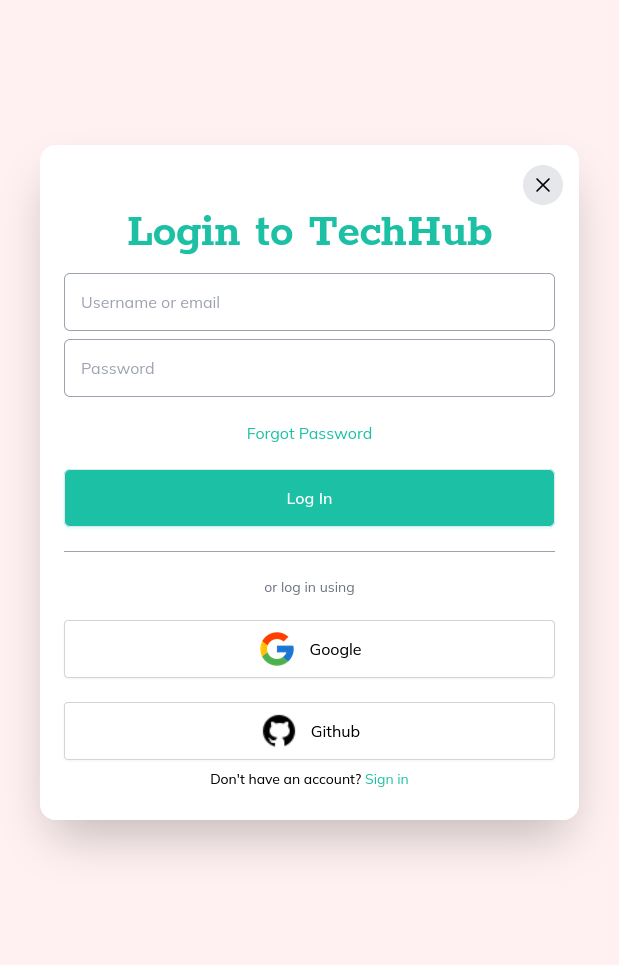 Login to TechHub
Username or email
Password
Forgot Password
Log In
or log in using
Google
Github
Don't have an account? Sign in